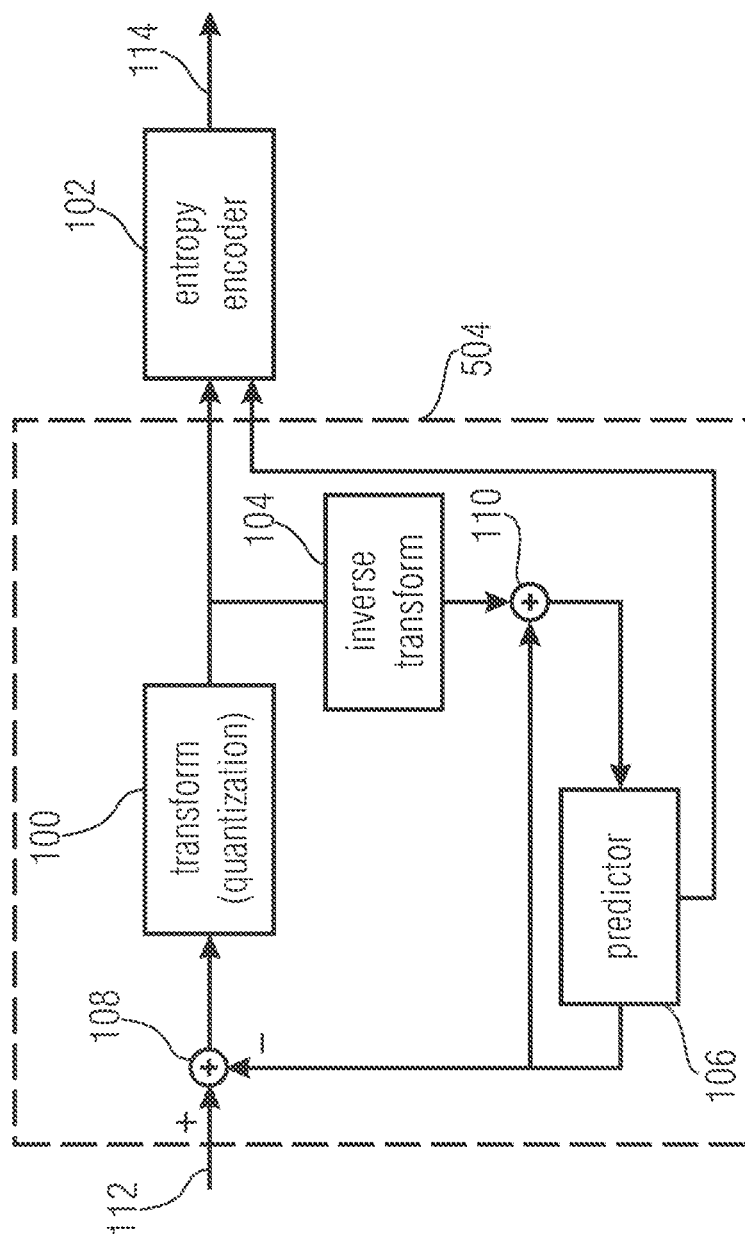 112
+
108
−
100
transform
(quantization)
104
inverse
transform
110
+
+
106
predictor
504
102
entropy
encoder
114